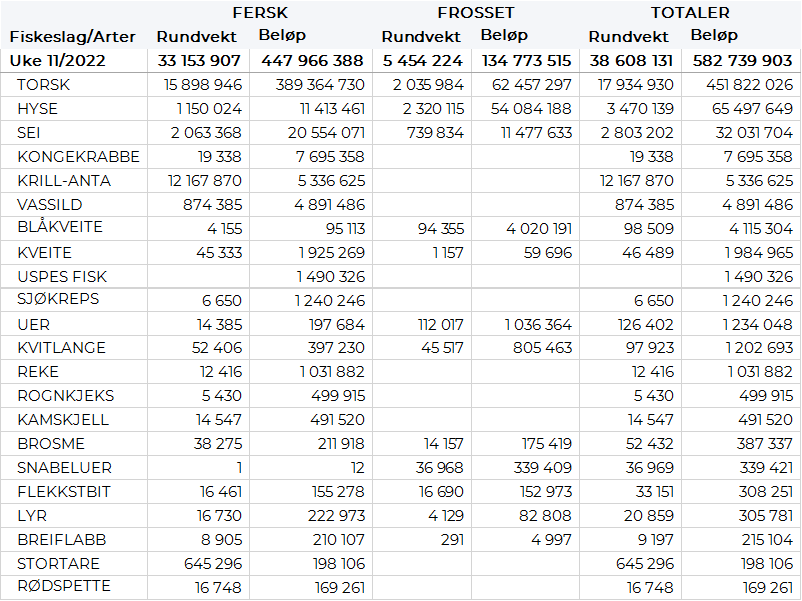 FERSK FROSSET TOTALER
Fiskeslag/Arter Rundvekt Beløp Rundvekt Beløp Rundvekt Beløp
Uke 11/2022 33 153 907 447 966 388 5 454 224 134 773 515 38 608 131 582 739 903
TORSK 15 898 946 389 364 730 2 035 984 62 457 297 17 934 930 451 822 026
HYSE 1 150 024 11 413 461 2 320 115 54 084 188 3 470 139 65 497 649
SEI 2 063 368 20 554 071 739 834 11 477 633 2 803 202 32 031 704
KONGEKRABBE 19 338 7 695 358 19 338 7 695 358
KRILL-ANTA 12 167 870 5 336 625 12 167 870 5 336 625
VASSILD 874 385 4 891 486 874 385 4 891 486
BLÅKVEITE 4 155 95 113 94 355 4 020 191 98 509 4 115 304
KVEITE 45 333 1 925 269 1 157 59 696 46 489 1 984 965
USPES FISK 1 490 326 1 490 326
SJØKREPS 6 650 1 240 246 6 650 1 240 246
UER 14 385 197 684 112 017 1 036 364 126 402 1 234 048
KVITLANGE 52 406 397 230 45 517 805 463 97 923 1 202 693
REKE 12 416 1 031 882 12 416 1 031 882
ROGNKJEKS 5 430 499 915 5 430 499 915
KAMSKJELL 14 547 491 520 14 547 491 520
BROSME 38 275 211 918 14 157 175 419 52 432 387 337
SNABELUER 1 12 36 968 339 409 36 969 339 421
FLEKKSTBIT 16 461 155 278 16 690 152 973 33 151 308 251
LYR 16 730 222 973 4 129 82 808 20 859 305 781
BREIFLABB 8 905 210 107 291 4 997 9 197 215 104
STORTARE 645 296 198 106 645 296 198 106
RØDSPETTE 16 748 169 261 16 748 169 261